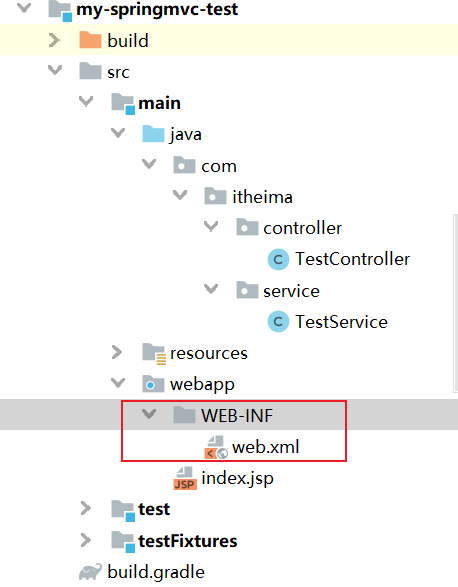 my-springmvc-test
build
src
main
java
com
itheima
controller
TestController
service
TestService
resources
webapp
WEB-INF
web.xml
index.jsp
test
testFixtures
build.gradle